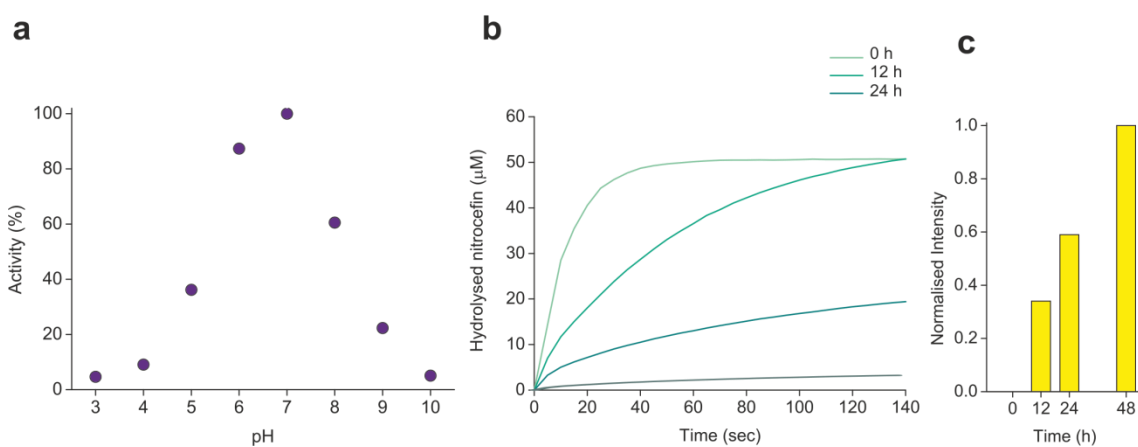 a
100
80
60
40
20
0
Activity (%)
3 4 5 6 7 8 9 10
pH
b
0 h
12 h
24 h
60
50
40
30
20
10
0
Hydrolysed nitrocefin (μM)
0 20 40 60 80 100 120 140
Time (sec)
c
1.0
0.8
0.6
0.4
0.2
0.0
Normalised Intensity
0 12 24 48
Time (h)